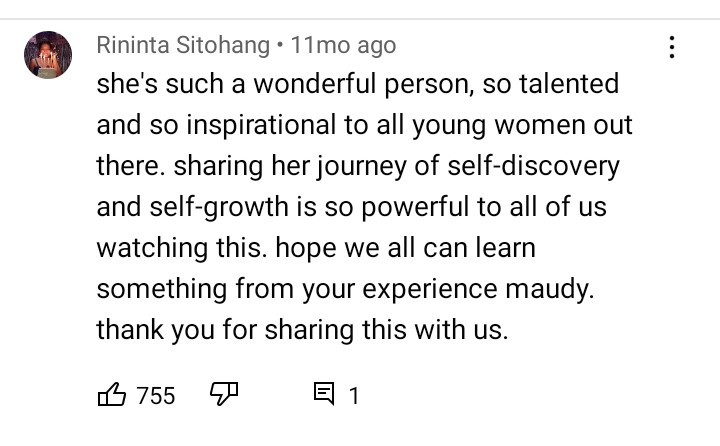 Rininta Sitohang • 11mo ago
she's such a wonderful person, so talented
and so inspirational to all young women out
there. sharing her journey of self-discovery
and self-growth is so powerful to all of us
watching this. hope we all can learn
something from your experience maudy.
thank you for sharing this with us.
755 1